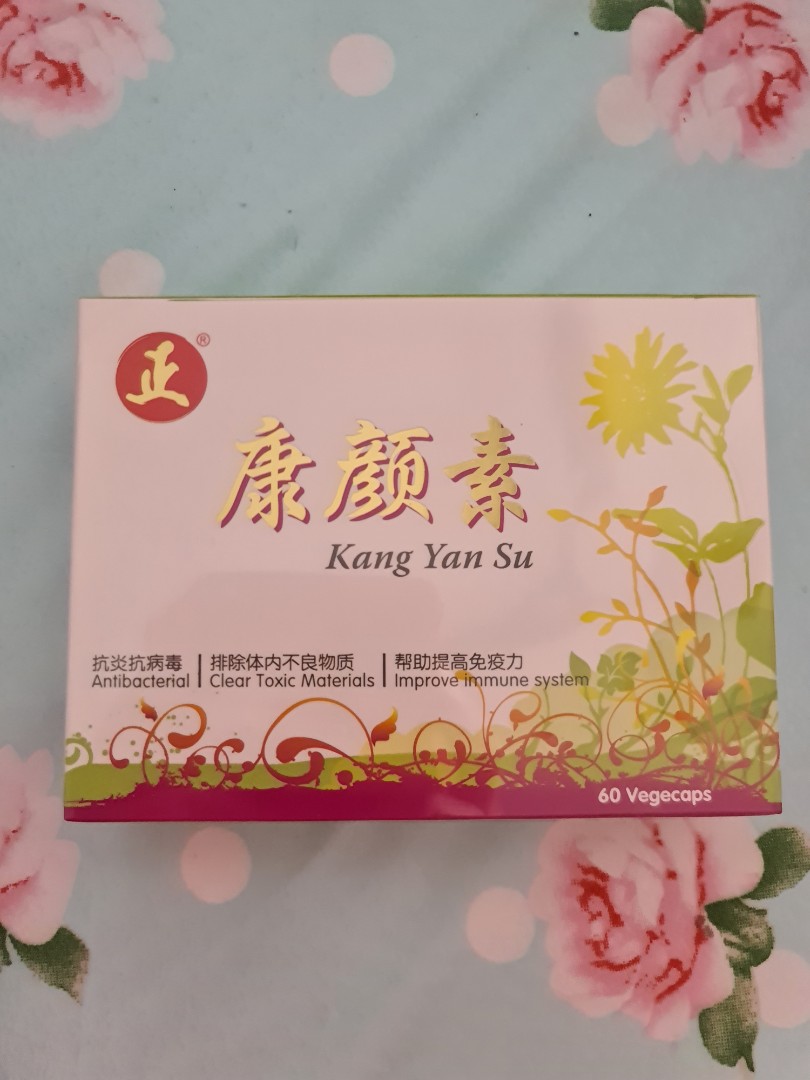 正®
康颜素
Kang Yan Su
抗炎抗病毒 | 排除体内不良物质 | 帮助提高免疫力
Antibacterial | Clear Toxic Materials | Improve immune system
60 Vegecaps